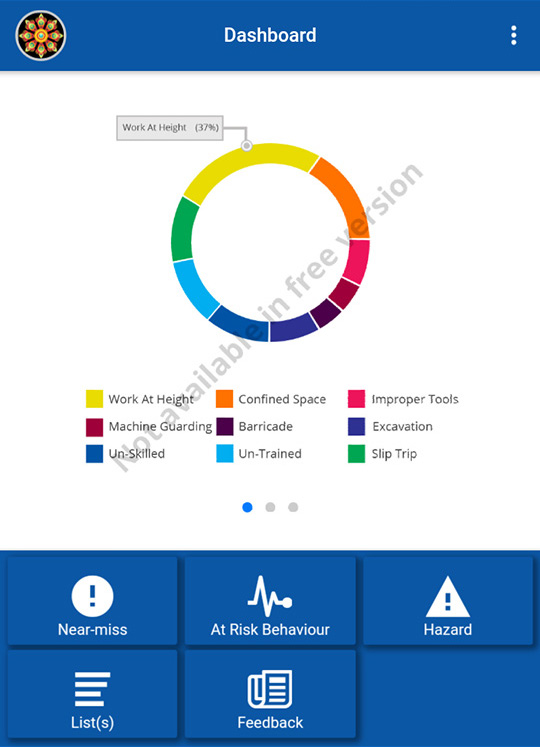 Dashboard
Work At Height (37%)
Not available in free version
Work At Height Confined Space Improper Tools
Machine Guarding Barricade Excavation
Un-Skilled Un-Trained Slip Trip
Near-miss At Risk Behaviour Hazard
List(s) Feedback